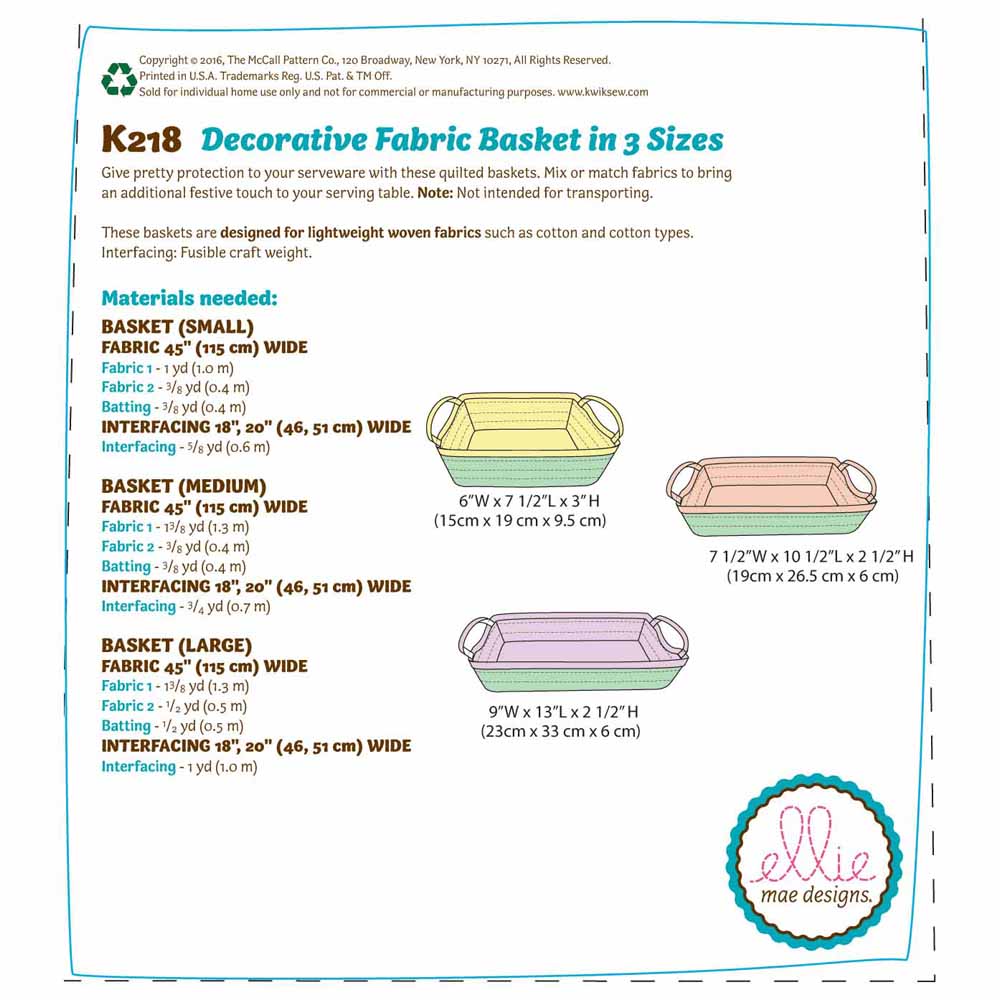 Copyright © 2016, The McCall Pattern Co., 120 Broadway, New York, NY 10271, All Rights Reserved.
Printed in U.S.A. Trademarks Reg. U.S. Pat. & TM Off.
Sold for individual home use only and not for commercial or manufacturing purposes. www.kwiksew.com
K218 Decorative Fabric Basket in 3 Sizes
Give pretty protection to your serveware with these quilted baskets. Mix or match fabrics to bring
an additional festive touch to your serving table. Note: Not intended for transporting.
These baskets are designed for lightweight woven fabrics such as cotton and cotton types.
Interfacing: Fusible craft weight.
Materials needed:
BASKET (SMALL)
FABRIC 45" (115 cm) WIDE
Fabric 1 - 1 yd (1.0 m)
Fabric 2 - 3/8 yd (0.4 m)
Batting - 3/8 yd (0.4 m)
INTERFACING 18", 20" (46, 51 cm) WIDE
Interfacing - 5/8 yd (0.6 m)
BASKET (MEDIUM)
FABRIC 45" (115 cm) WIDE
Fabric 1 - 1 3/8 yd (1.3 m)
Fabric 2 - 3/8 yd (0.4 m)
Batting - 3/8 yd (0.4 m)
INTERFACING 18", 20" (46, 51 cm) WIDE
Interfacing - 3/4 yd (0.7 m)
BASKET (LARGE)
FABRIC 45" (115 cm) WIDE
Fabric 1 - 1 3/8 yd (1.3 m)
Fabric 2 - 1/2 yd (0.5 m)
Batting - 1/2 yd (0.5 m)
INTERFACING 18", 20" (46, 51 cm) WIDE
Interfacing - 1 yd (1.0 m)
6"W x 7 1/2"L x 3"H
(15cm x 19 cm x 9.5 cm)
7 1/2"W x 10 1/2"L x 2 1/2"H
(19cm x 26.5 cm x 6 cm)
9"W x 13"L x 2 1/2"H
(23cm x 33 cm x 6 cm)
ellie
mae designs.